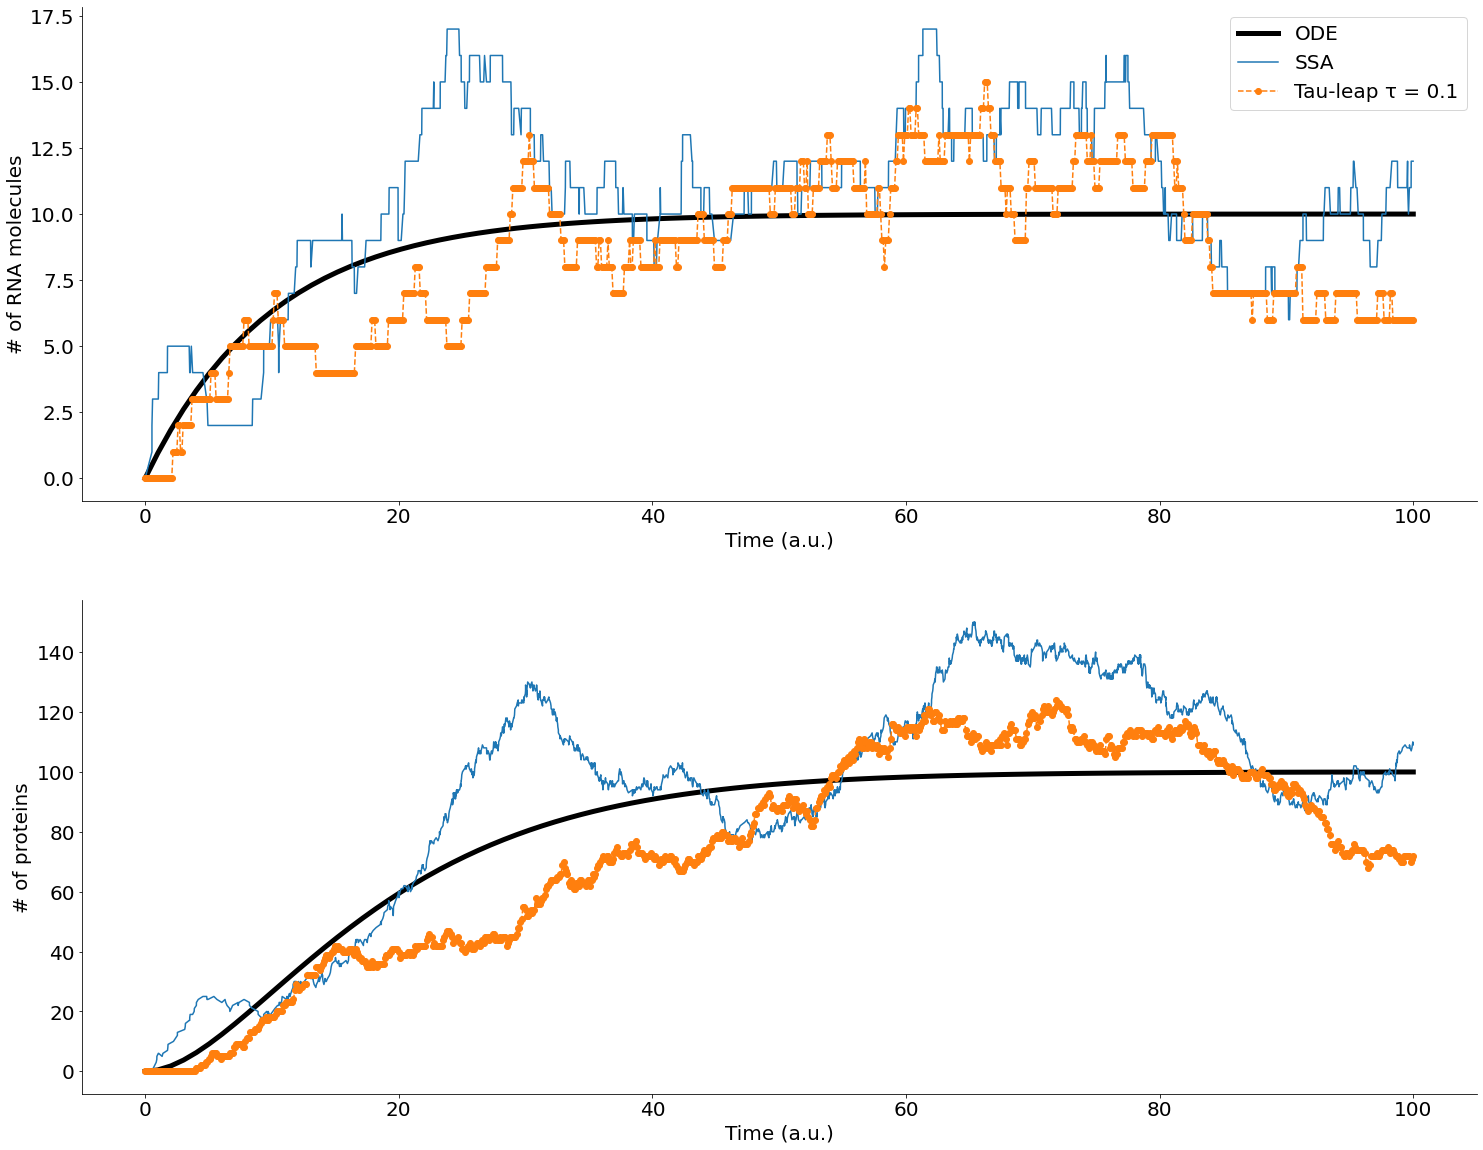 17.5
15.0
12.5
10.0
7.5
5.0
2.5
0.0
# of RNA molecules
ODE
SSA
Tau-leap τ = 0.1
0 20 40 60 80 100
Time (a.u.)
140
120
100
80
60
40
20
0
# of proteins
0 20 40 60 80 100
Time (a.u.)